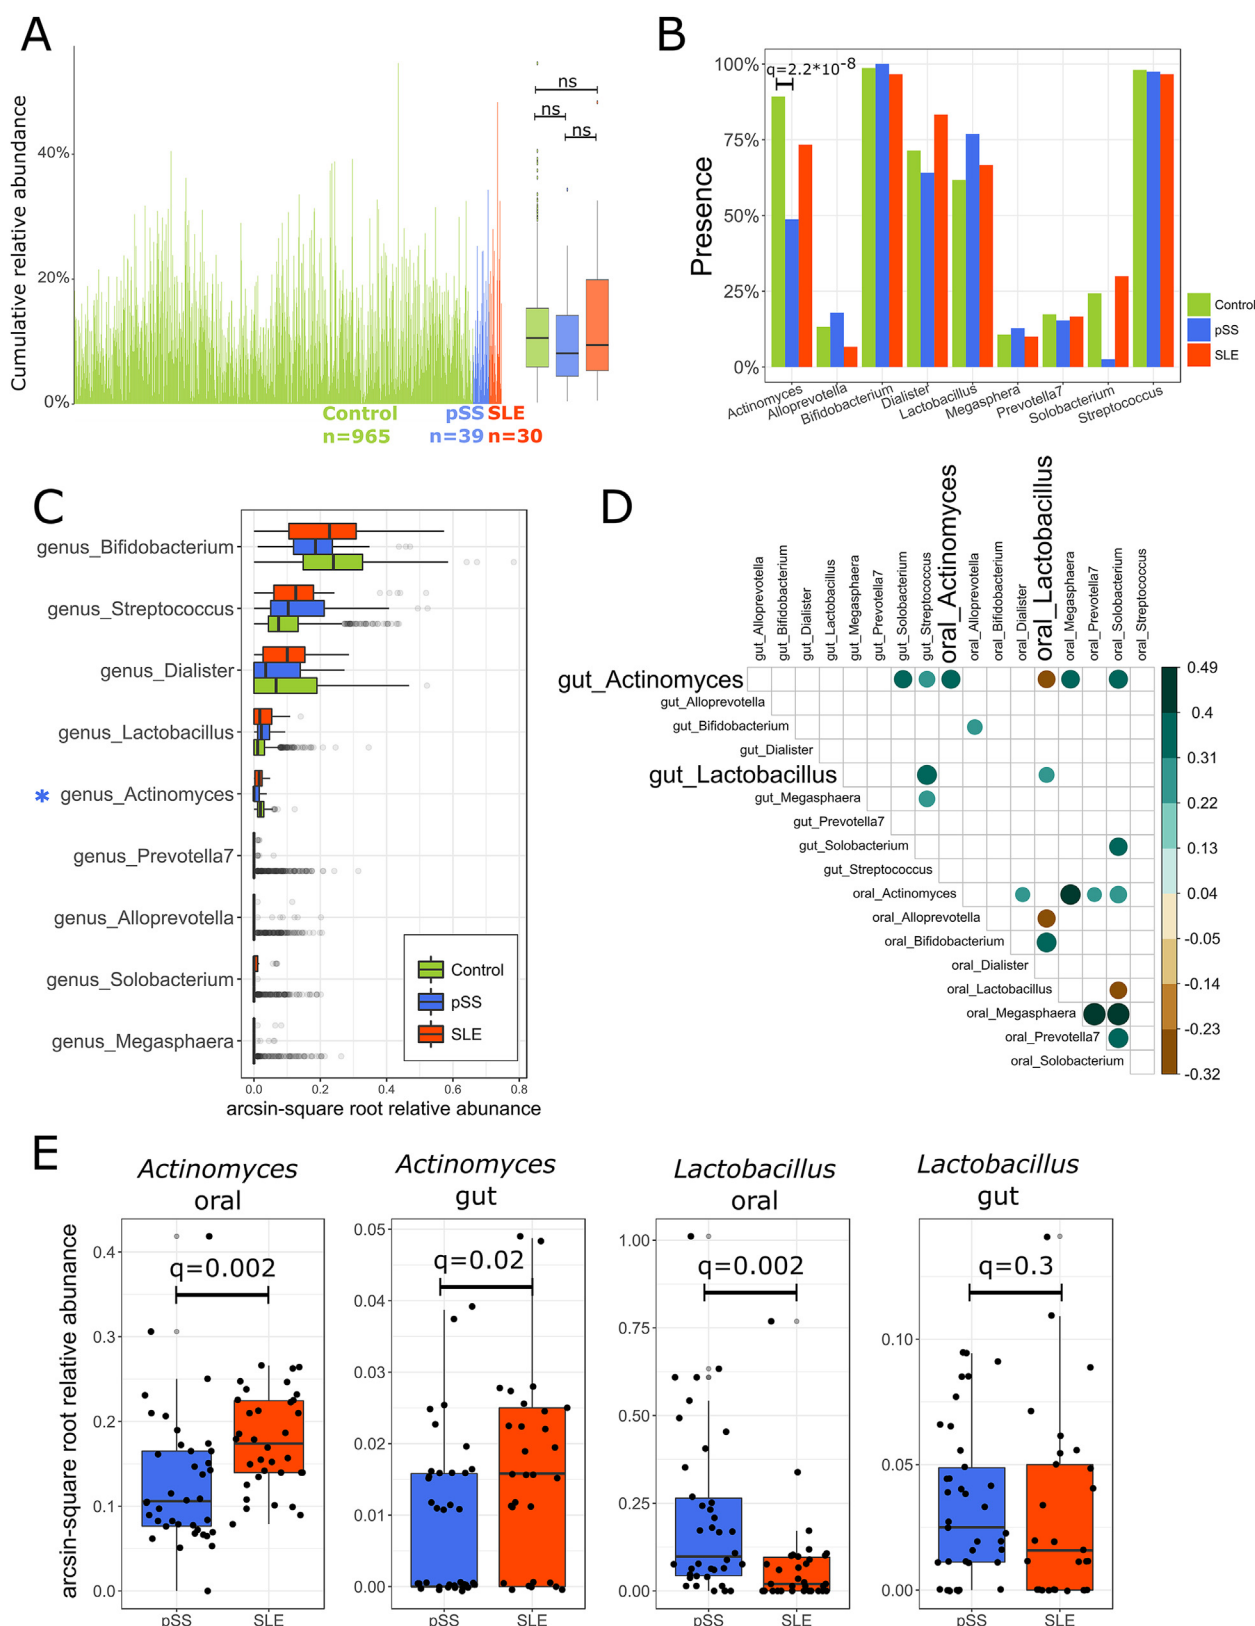 A
Cumulative relative abundance
40%
20%
0%
ns
ns
ns
Control
n=965
pSS
n=39
SLE
n=30
B
Presence
100%
75%
50%
25%
0%
q=2.2*10-8
Actinomyces
Alloprevotella
Bifidobacterium
Dialister
Lactobacillus
Megasphera
Prevotella7
Solobacterium
Streptococcus
Control
pSS
SLE
C
genus_Bifidobacterium
genus_Streptococcus
genus_Dialister
genus_Lactobacillus
* genus_Actinomyces
genus_Prevotella7
genus_Alloprevotella
genus_Solobacterium
genus_Megasphaera
Control
pSS
SLE
0.0 0.2 0.4 0.6 0.8
arcsin-square root relative abunance
D
gut_Alloprevotella
gut_Bifidobacterium
gut_Dialister
gut_Lactobacillus
gut_Megasphaera
gut_Prevotella7
gut_Solobacterium
gut_Streptococcus
oral_Actinomyces
oral_Alloprevotella
oral_Bifidobacterium
oral_Dialister
oral_Lactobacillus
oral_Megasphaera
oral_Prevotella7
oral_Solobacterium
oral_Streptococcus
gut_Actinomyces
gut_Alloprevotella
gut_Bifidobacterium
gut_Dialister
gut_Lactobacillus
gut_Megasphaera
gut_Prevotella7
gut_Solobacterium
gut_Streptococcus
oral_Actinomyces
oral_Alloprevotella
oral_Bifidobacterium
oral_Dialister
oral_Lactobacillus
oral_Megasphaera
oral_Prevotella7
oral_Solobacterium
0.49
0.4
0.31
0.22
0.13
0.04
-0.05
-0.14
-0.23
-0.32
E
arcsin-square root relative abunance
Actinomyces
oral
q=0.002
0.4
0.3
0.2
0.1
0.0
pSS SLE
Actinomyces
gut
q=0.02
0.05
0.04
0.03
0.02
0.01
0.00
pSS SLE
Lactobacillus
oral
q=0.002
1.00
0.75
0.50
0.25
0.00
pSS SLE
Lactobacillus
gut
q=0.3
0.10
0.05
0.00
pSS SLE